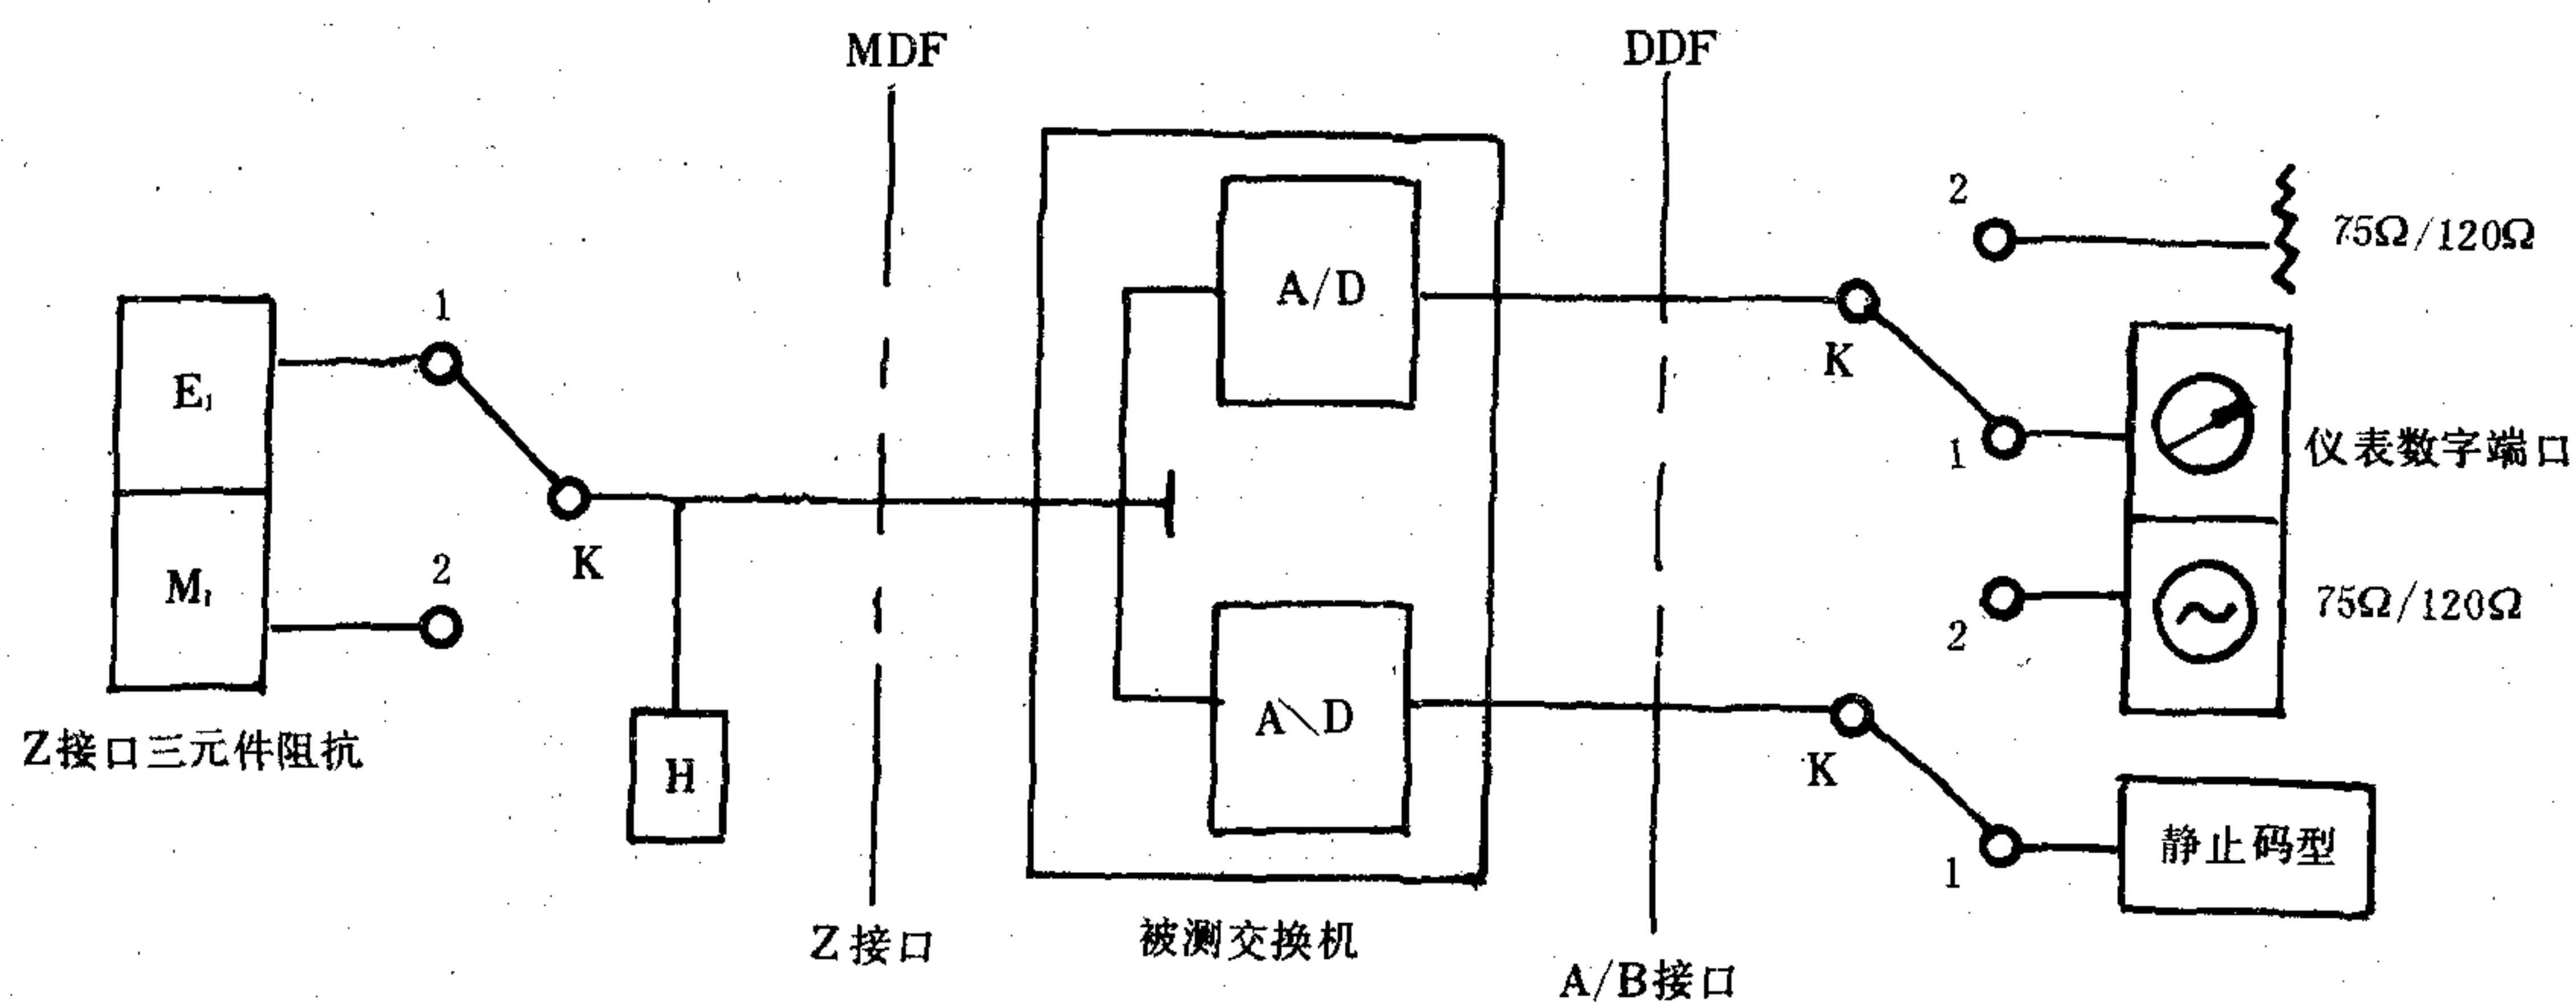 MDF
DDF
2
75Ω/120Ω
A/D
1
E₁
K
1
仪表数字端口
K
2
M₁
2
75Ω/120Ω
Z接口三元件阻抗
H
A\D
K
1
静止码型
Z接口
被测交换机
A/B接口